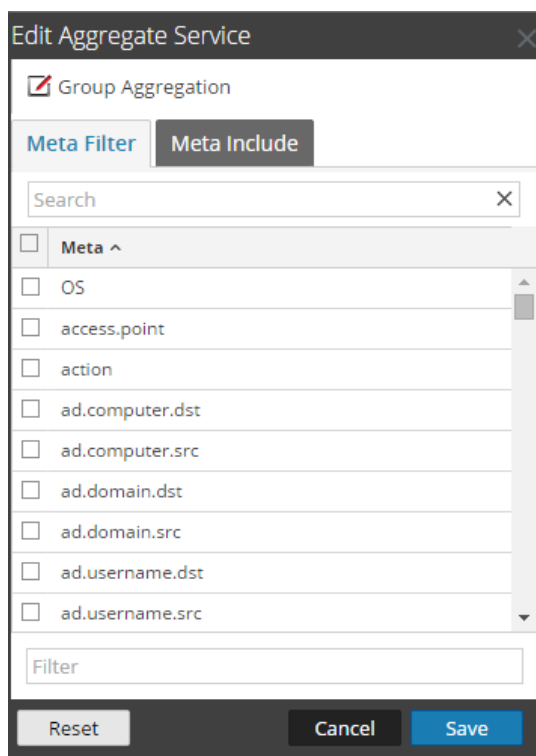 Edit Aggregate Service
Group Aggregation
Meta Filter Meta Include
Search
Meta
OS
access.point
action
ad.computer.dst
ad.computer.src
ad.domain.dst
ad.domain.src
ad.username.dst
ad.username.src
Filter
Reset Cancel Save